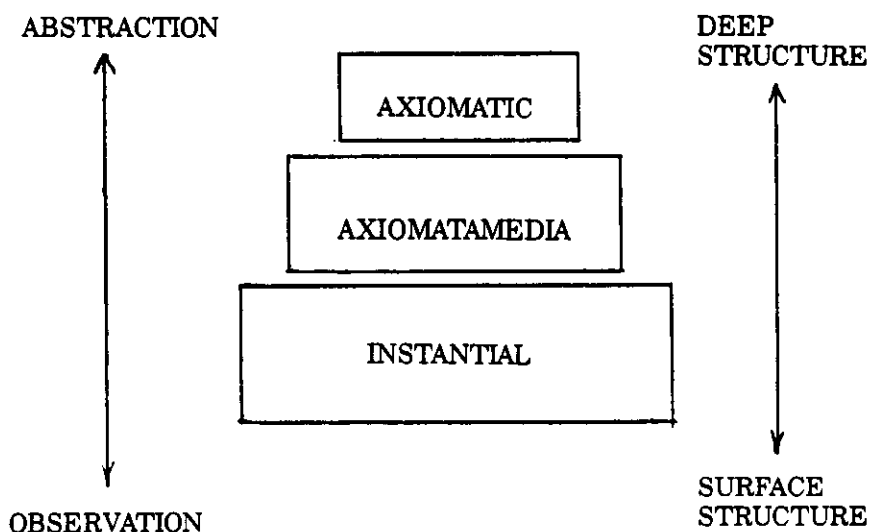 ABSTRACTION
DEEP
STRUCTURE
AXIOMATIC
AXIOMATAMEDIA
INSTANTIAL
OBSERVATION
SURFACE
STRUCTURE